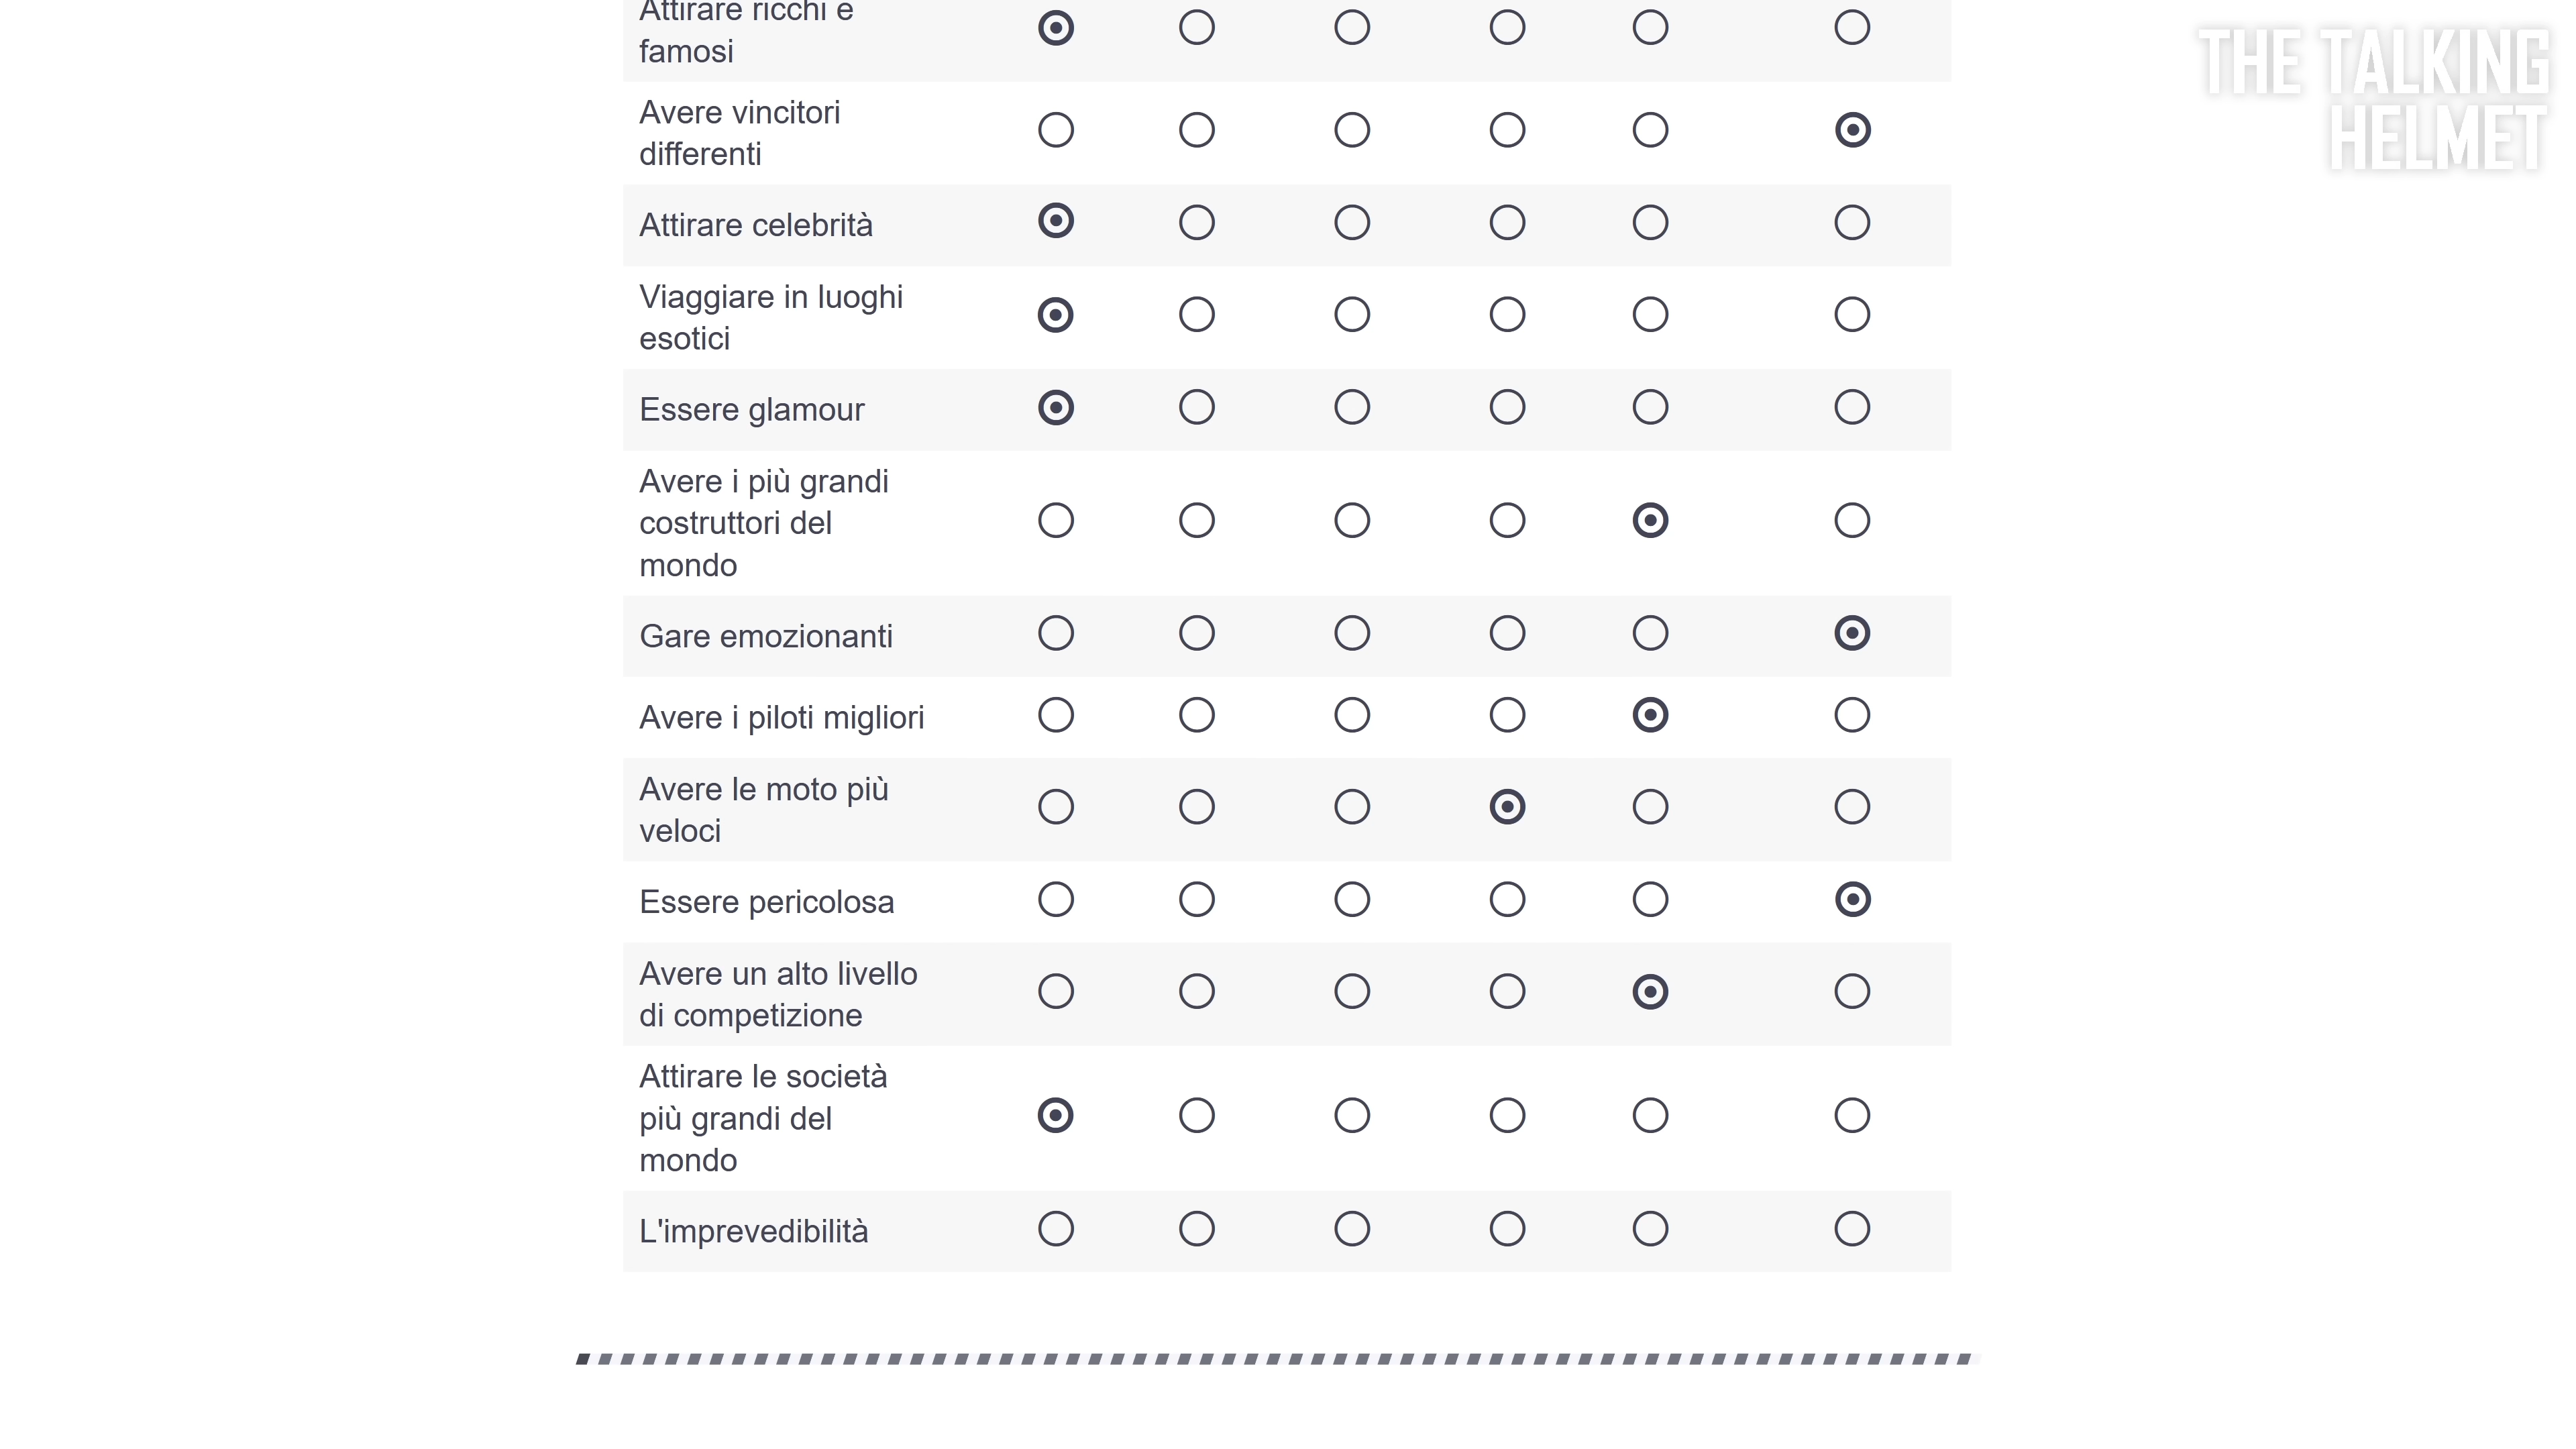 Attirare ricchi e
famosi
THE TALKING
HELMET
Avere vincitori
differenti
Attirare celebrità
Viaggiare in luoghi
esotici
Essere glamour
Avere i più grandi
costruttori del
mondo
Gare emozionanti
Avere i piloti migliori
Avere le moto più
veloci
Essere pericolosa
Avere un alto livello
di competizione
Attirare le società
più grandi del
mondo
L'imprevedibilità